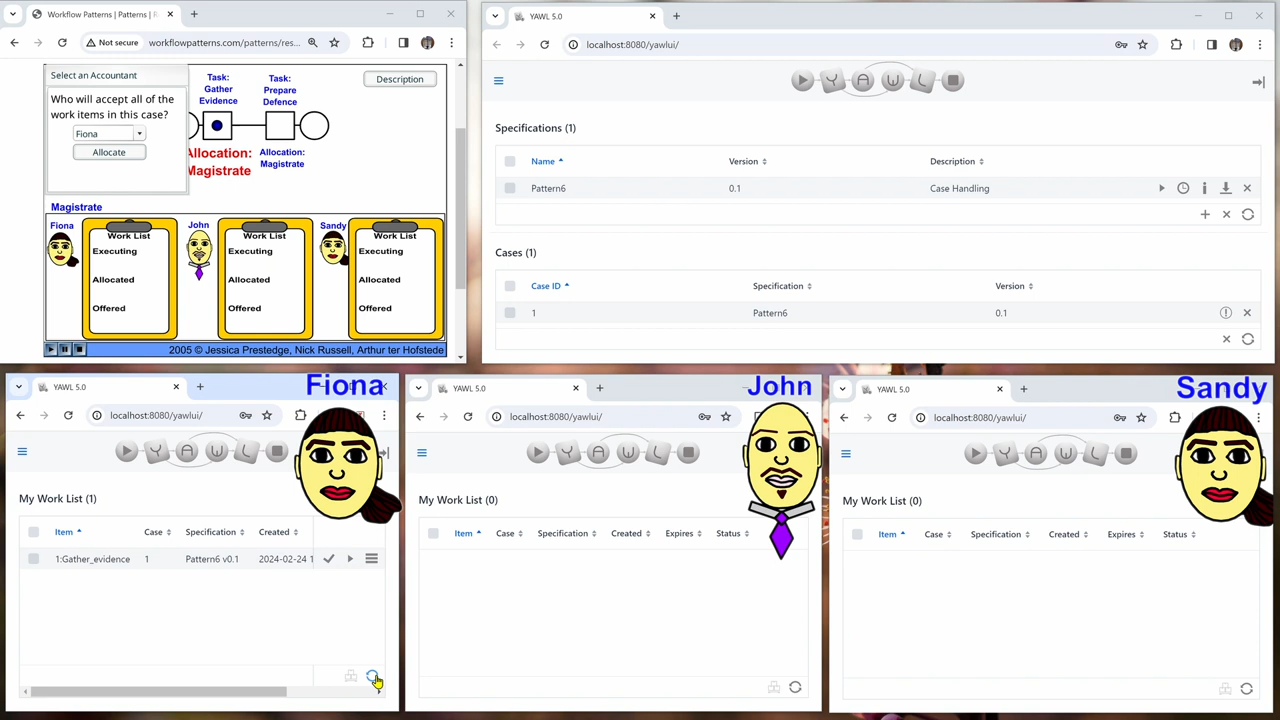 Workflow Patterns | Patterns | R
Not secure
workflowpatterns.com/patterns/res...
Select an Accountant
Who will accept all of the
work items in this case?
Fiona
Allocate
Task:
Gather
Evidence
Task:
Prepare
Defence
Description
Allocation:
Magistrate
Allocation:
Magistrate
Magistrate
Fiona
Work List
Executing
Allocated
Offered
John
Work List
Executing
Allocated
Offered
Sandy
Work List
Executing
Allocated
Offered
2005 © Jessica Prestedge, Nick Russell, Arthur ter Hofstede
YAWL 5.0
localhost:8080/yawlui/
Y A W L
Specifications (1)
Name Version Description
Pattern6 0.1 Case Handling
Cases (1)
Case ID Specification Version
1 Pattern6 0.1
YAWL 5.0
Fiona
localhost:8080/yawlui/
Y A W L
My Work List (1)
Item Case Specification Created
1:Gather_evidence 1 Pattern6 v0.1 2024-02-24 1
YAWL 5.0
John
localhost:8080/yawlui/
Y A W L
My Work List (0)
Item Case Specification Created Expires Status
YAWL 5.0
Sandy
localhost:8080/yawlui/
Y A W L
My Work List (0)
Item Case Specification Created Expires Status